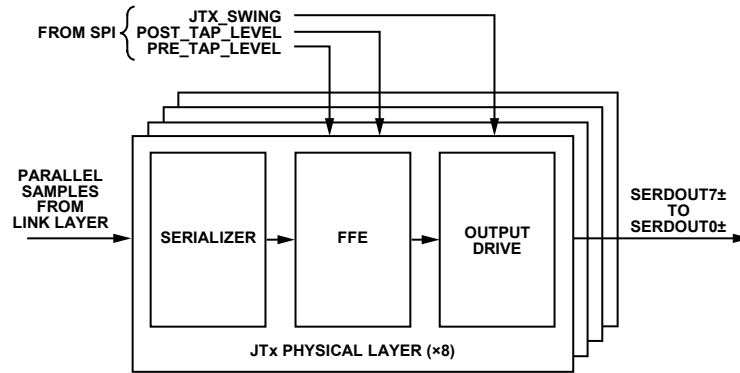 JTX_SWING
FROM SPI
POST_TAP_LEVEL
PRE_TAP_LEVEL
PARALLEL
SAMPLES
FROM
LINK LAYER
SERIALIZER
FFE
OUTPUT
DRIVE
SERDOUT7±
TO
SERDOUT0±
JTx PHYSICAL LAYER (×8)